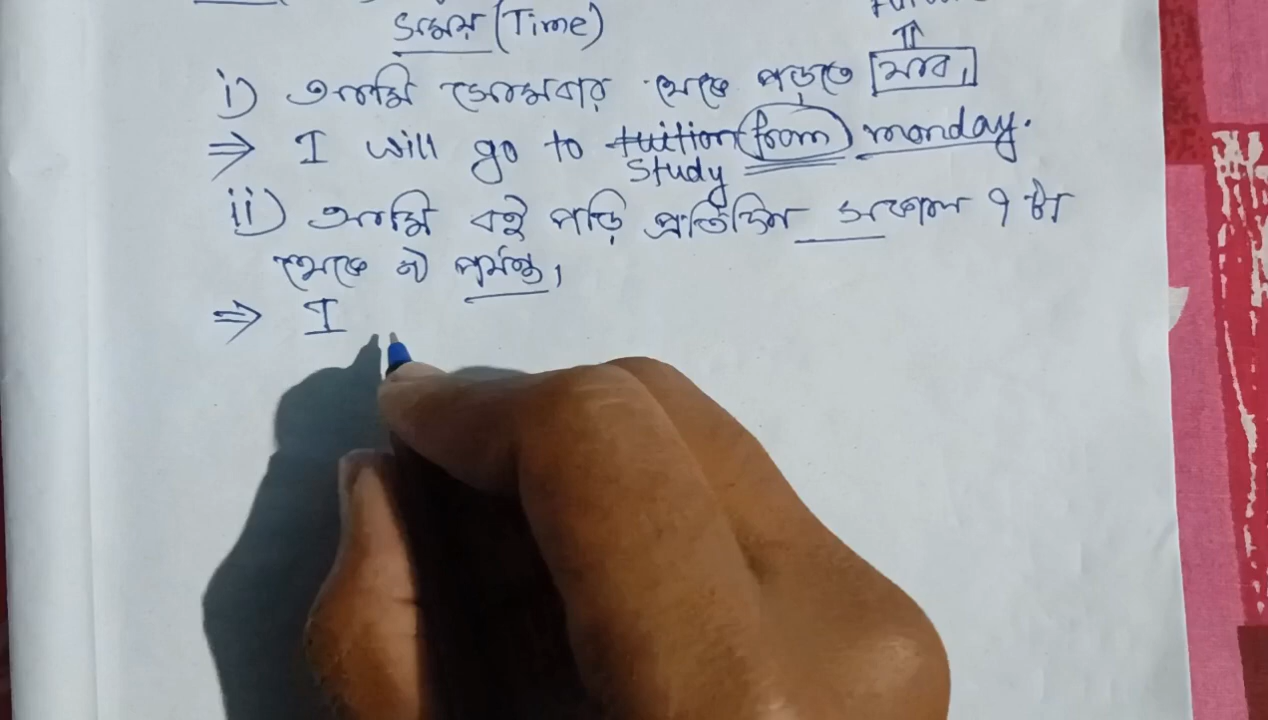 সময় (Time)
i) আমি সোমবার থেকে পড়তে যাব।
⇒ I will go to tuition from monday.
study
ii) আমি বই পড়ি প্রতিদিন সকাল ৭ টা
থেকে ৯ পর্যন্ত।
⇒ I